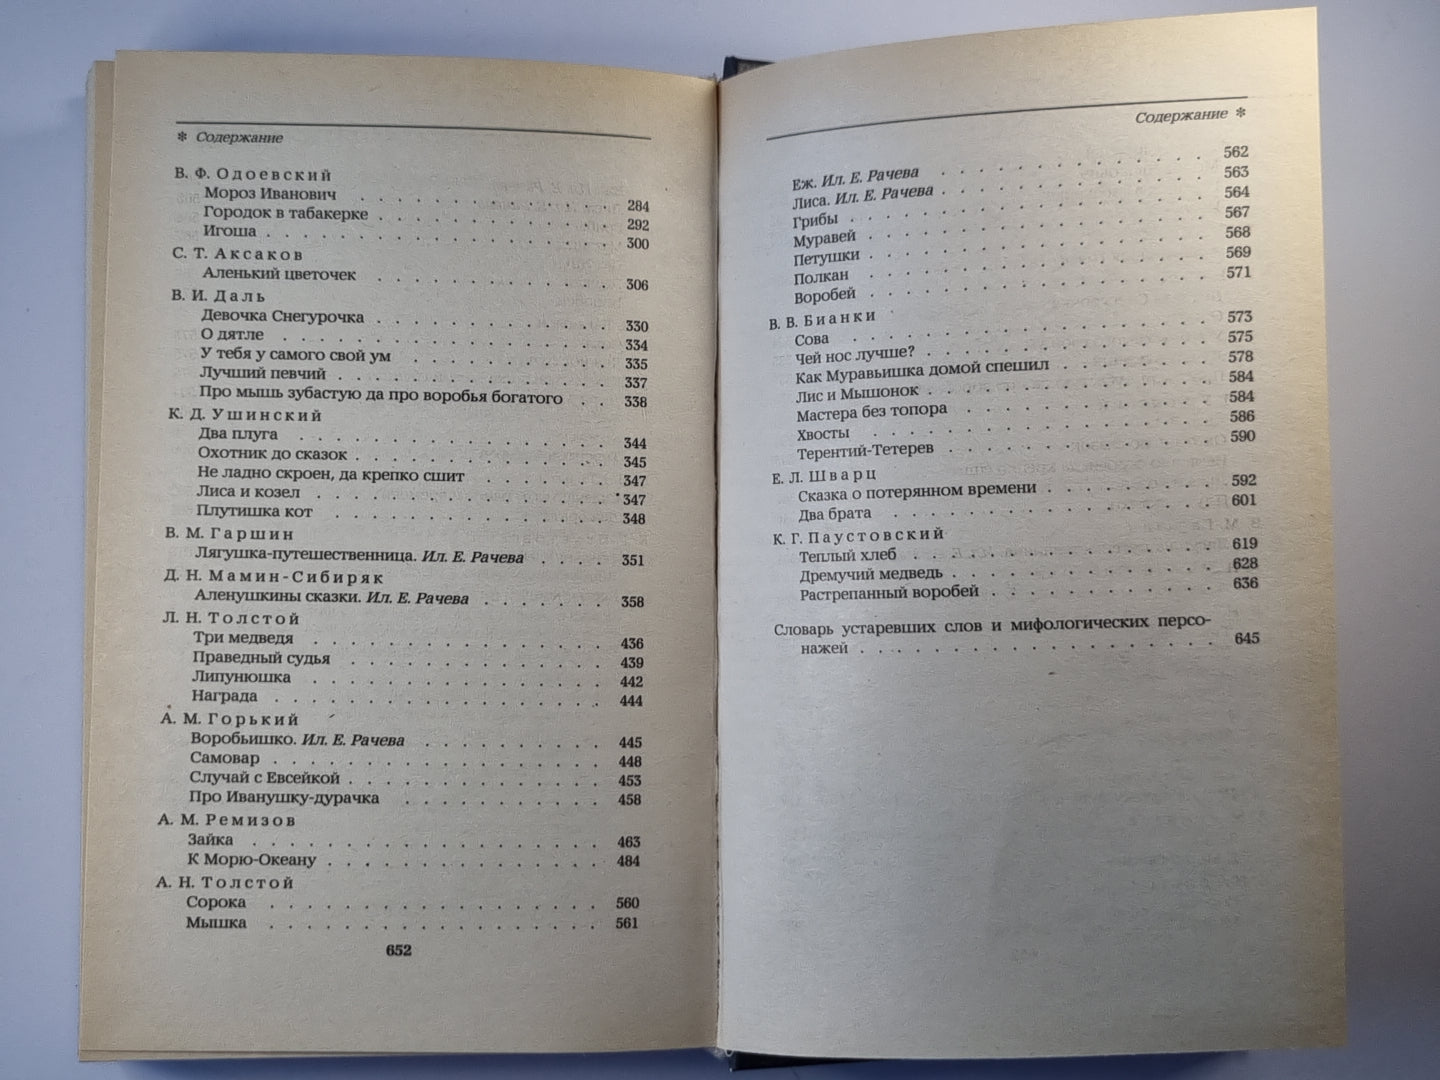 * Содержание
В. Ф. Одоевский
Мороз Иванович . . . . . . . . . . . . . . . 284
Городок в табакерке . . . . . . . . . . . . . 292
Игоша . . . . . . . . . . . . . . . . . . . 300
С. Т. Аксаков
Аленький цветочек . . . . . . . . . . . . . 306
В. И. Даль
Девочка Снегурочка . . . . . . . . . . . . . 330
О дятле . . . . . . . . . . . . . . . . . . 334
У тебя у самого свой ум . . . . . . . . . . . 335
Лучший певчий . . . . . . . . . . . . . . . 337
Про мышь зубастую да про воробья богатого . . 338
К. Д. Ушинский
Два плуга . . . . . . . . . . . . . . . . . 344
Охотник до сказок . . . . . . . . . . . . . 345
Не ладно скроен, да крепко сшит . . . . . . . 347
Лиса и козел . . . . . . . . . . . . . . . . 347
Плутишка кот . . . . . . . . . . . . . . . 348
В. М. Гаршин
Лягушка-путешественница. Ил. Е. Рачева . . . . 351
Д. Н. Мамин-Сибиряк
Аленушкины сказки. Ил. Е. Рачева . . . . . . . 358
Л. Н. Толстой
Три медведя . . . . . . . . . . . . . . . . 436
Праведный судья . . . . . . . . . . . . . . 439
Липунюшка . . . . . . . . . . . . . . . . 442
Награда . . . . . . . . . . . . . . . . . . 444
А. М. Горький
Воробьишко. Ил. Е. Рачева . . . . . . . . . . 445
Самовар . . . . . . . . . . . . . . . . . . 448
Случай с Евсейкой . . . . . . . . . . . . . 453
Про Иванушку-дурачка . . . . . . . . . . . 458
А. М. Ремизов
Зайка . . . . . . . . . . . . . . . . . . . 463
К Морю-Океану . . . . . . . . . . . . . . 484
А. Н. Толстой
Сорока . . . . . . . . . . . . . . . . . . 560
Мышка . . . . . . . . . . . . . . . . . . 561
652
Содержание *
Еж. Ил. Е. Рачева . . . . . . . . . . . . . . 562
Лиса. Ил. Е. Рачева . . . . . . . . . . . . . 563
Грибы . . . . . . . . . . . . . . . . . . . 564
Муравей . . . . . . . . . . . . . . . . . . 567
Петушки . . . . . . . . . . . . . . . . . . 568
Полкан . . . . . . . . . . . . . . . . . . 569
Воробей . . . . . . . . . . . . . . . . . . 571
В. В. Бианки
Сова . . . . . . . . . . . . . . . . . . . 573
Чей нос лучше? . . . . . . . . . . . . . . . 575
Как Муравьишка домой спешил . . . . . . . . 578
Лис и Мышонок . . . . . . . . . . . . . . . 584
Мастера без топора . . . . . . . . . . . . . 584
Хвосты . . . . . . . . . . . . . . . . . . 586
Терентий-Тетерев . . . . . . . . . . . . . . 590
Е. Л. Шварц
Сказка о потерянном времени . . . . . . . . . 592
Два брата . . . . . . . . . . . . . . . . . 601
К. Г. Паустовский
Теплый хлеб . . . . . . . . . . . . . . . . 619
Дремучий медведь . . . . . . . . . . . . . . 628
Растрепанный воробей . . . . . . . . . . . . 636
Словарь устаревших слов и мифологических персо-
нажей . . . . . . . . . . . . . . . . . . . 645